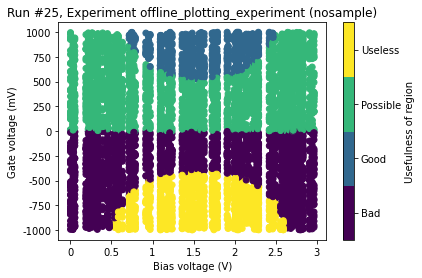 Run #25, Experiment offline_plotting_experiment (nosample)
1000
750
500
250
0
-250
-500
-750
-1000
Gate voltage (mV)
0
0.5
1
1.5
2
2.5
3
Bias voltage (V)
Useless
Possible
Good
Bad
Usefulness of region